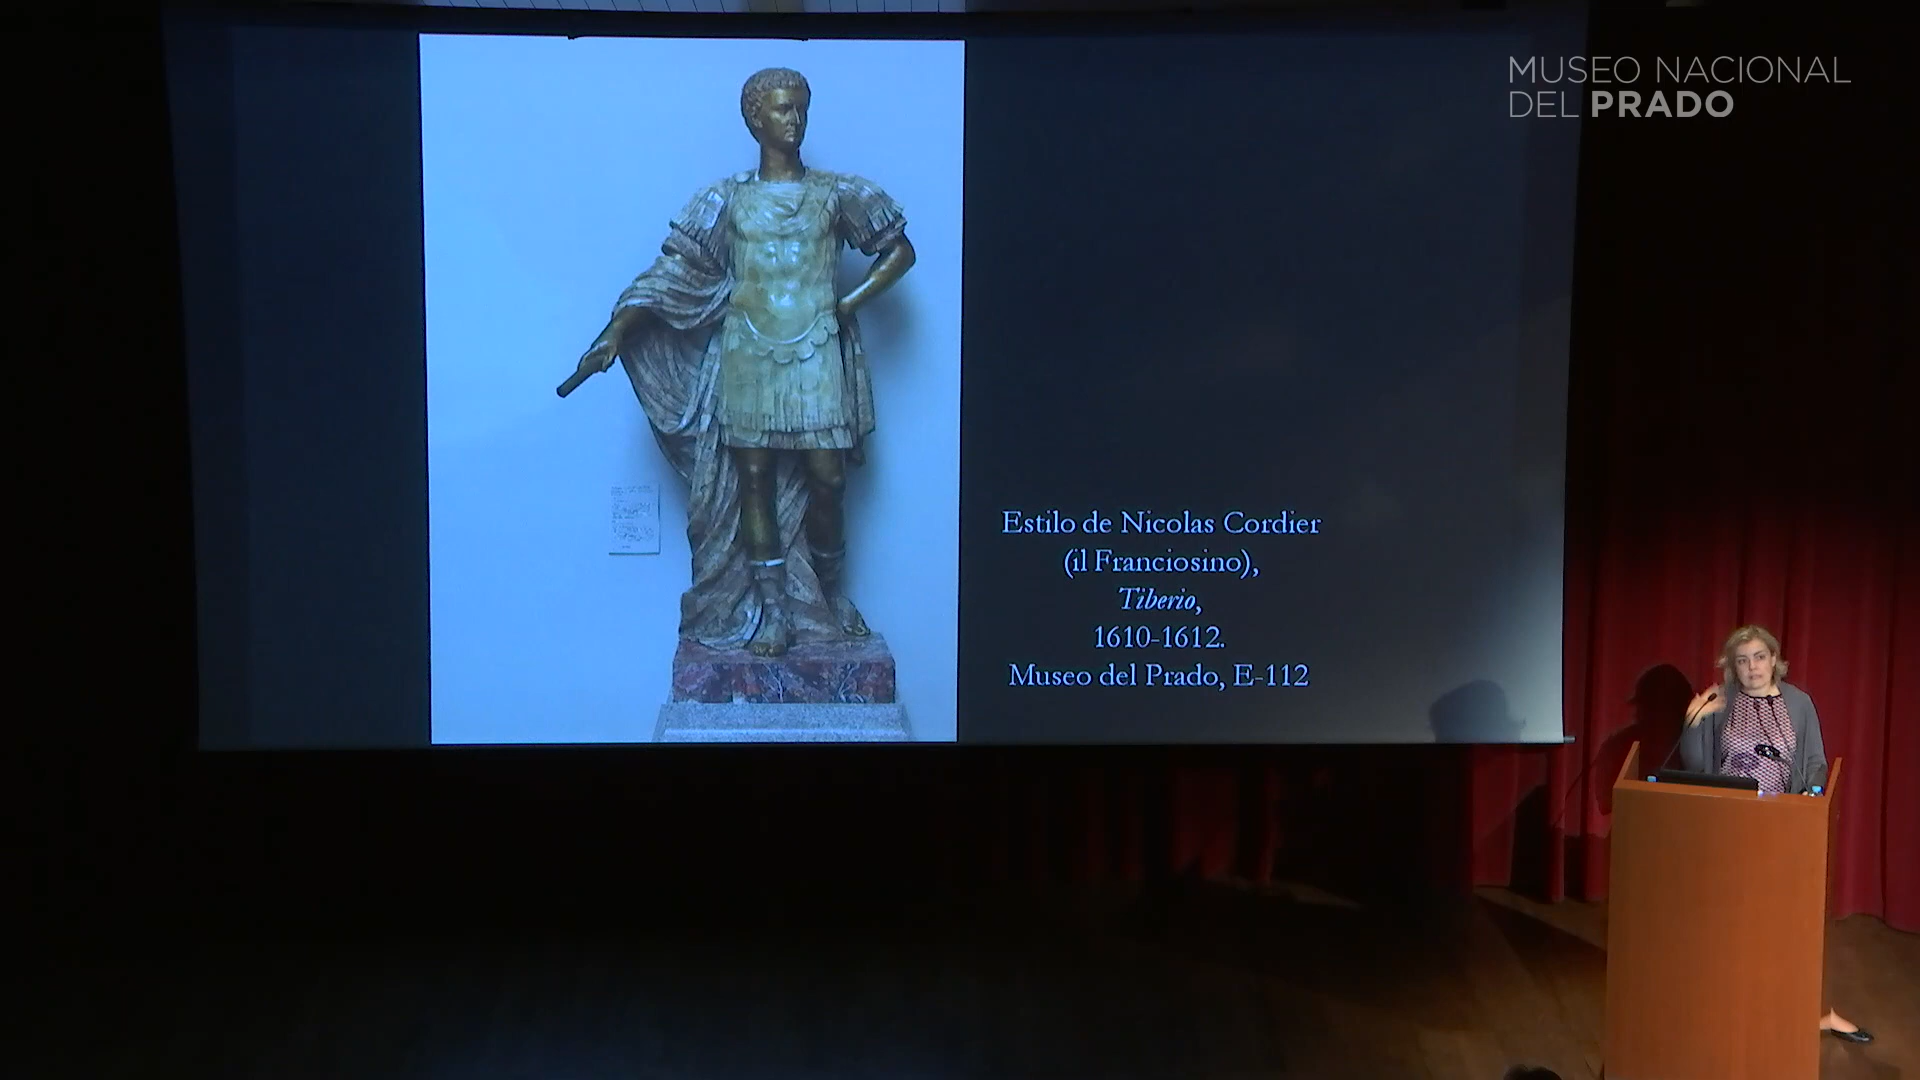 MUSEO NACIONAL
DEL PRADO
Estilo de Nicolas Cordier
(il Franciosino),
Tiberio,
1610-1612.
Museo del Prado, E-112